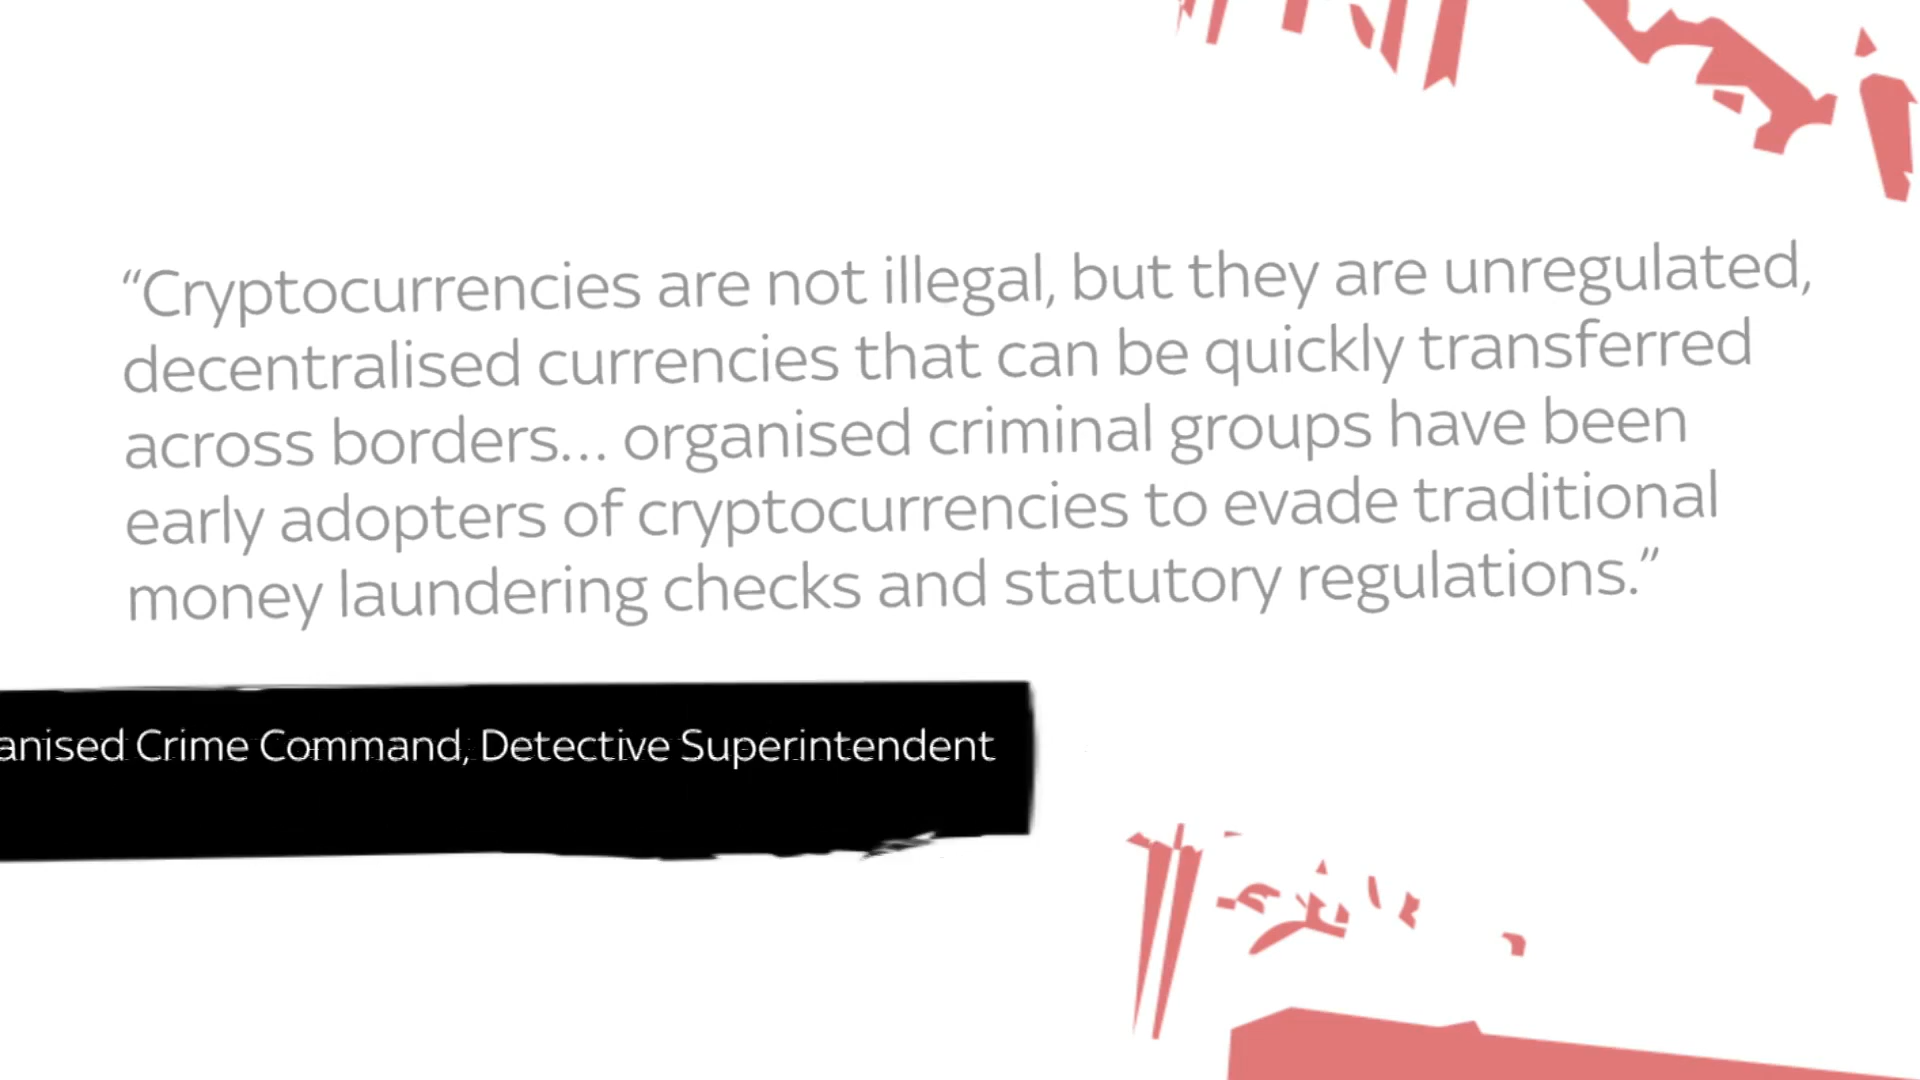 “Cryptocurrencies are not illegal, but they are unregulated,
decentralised currencies that can be quickly transferred
across borders... organised criminal groups have been
early adopters of cryptocurrencies to evade traditional
money laundering checks and statutory regulations.”
anised Crime Command, Detective Superintendent